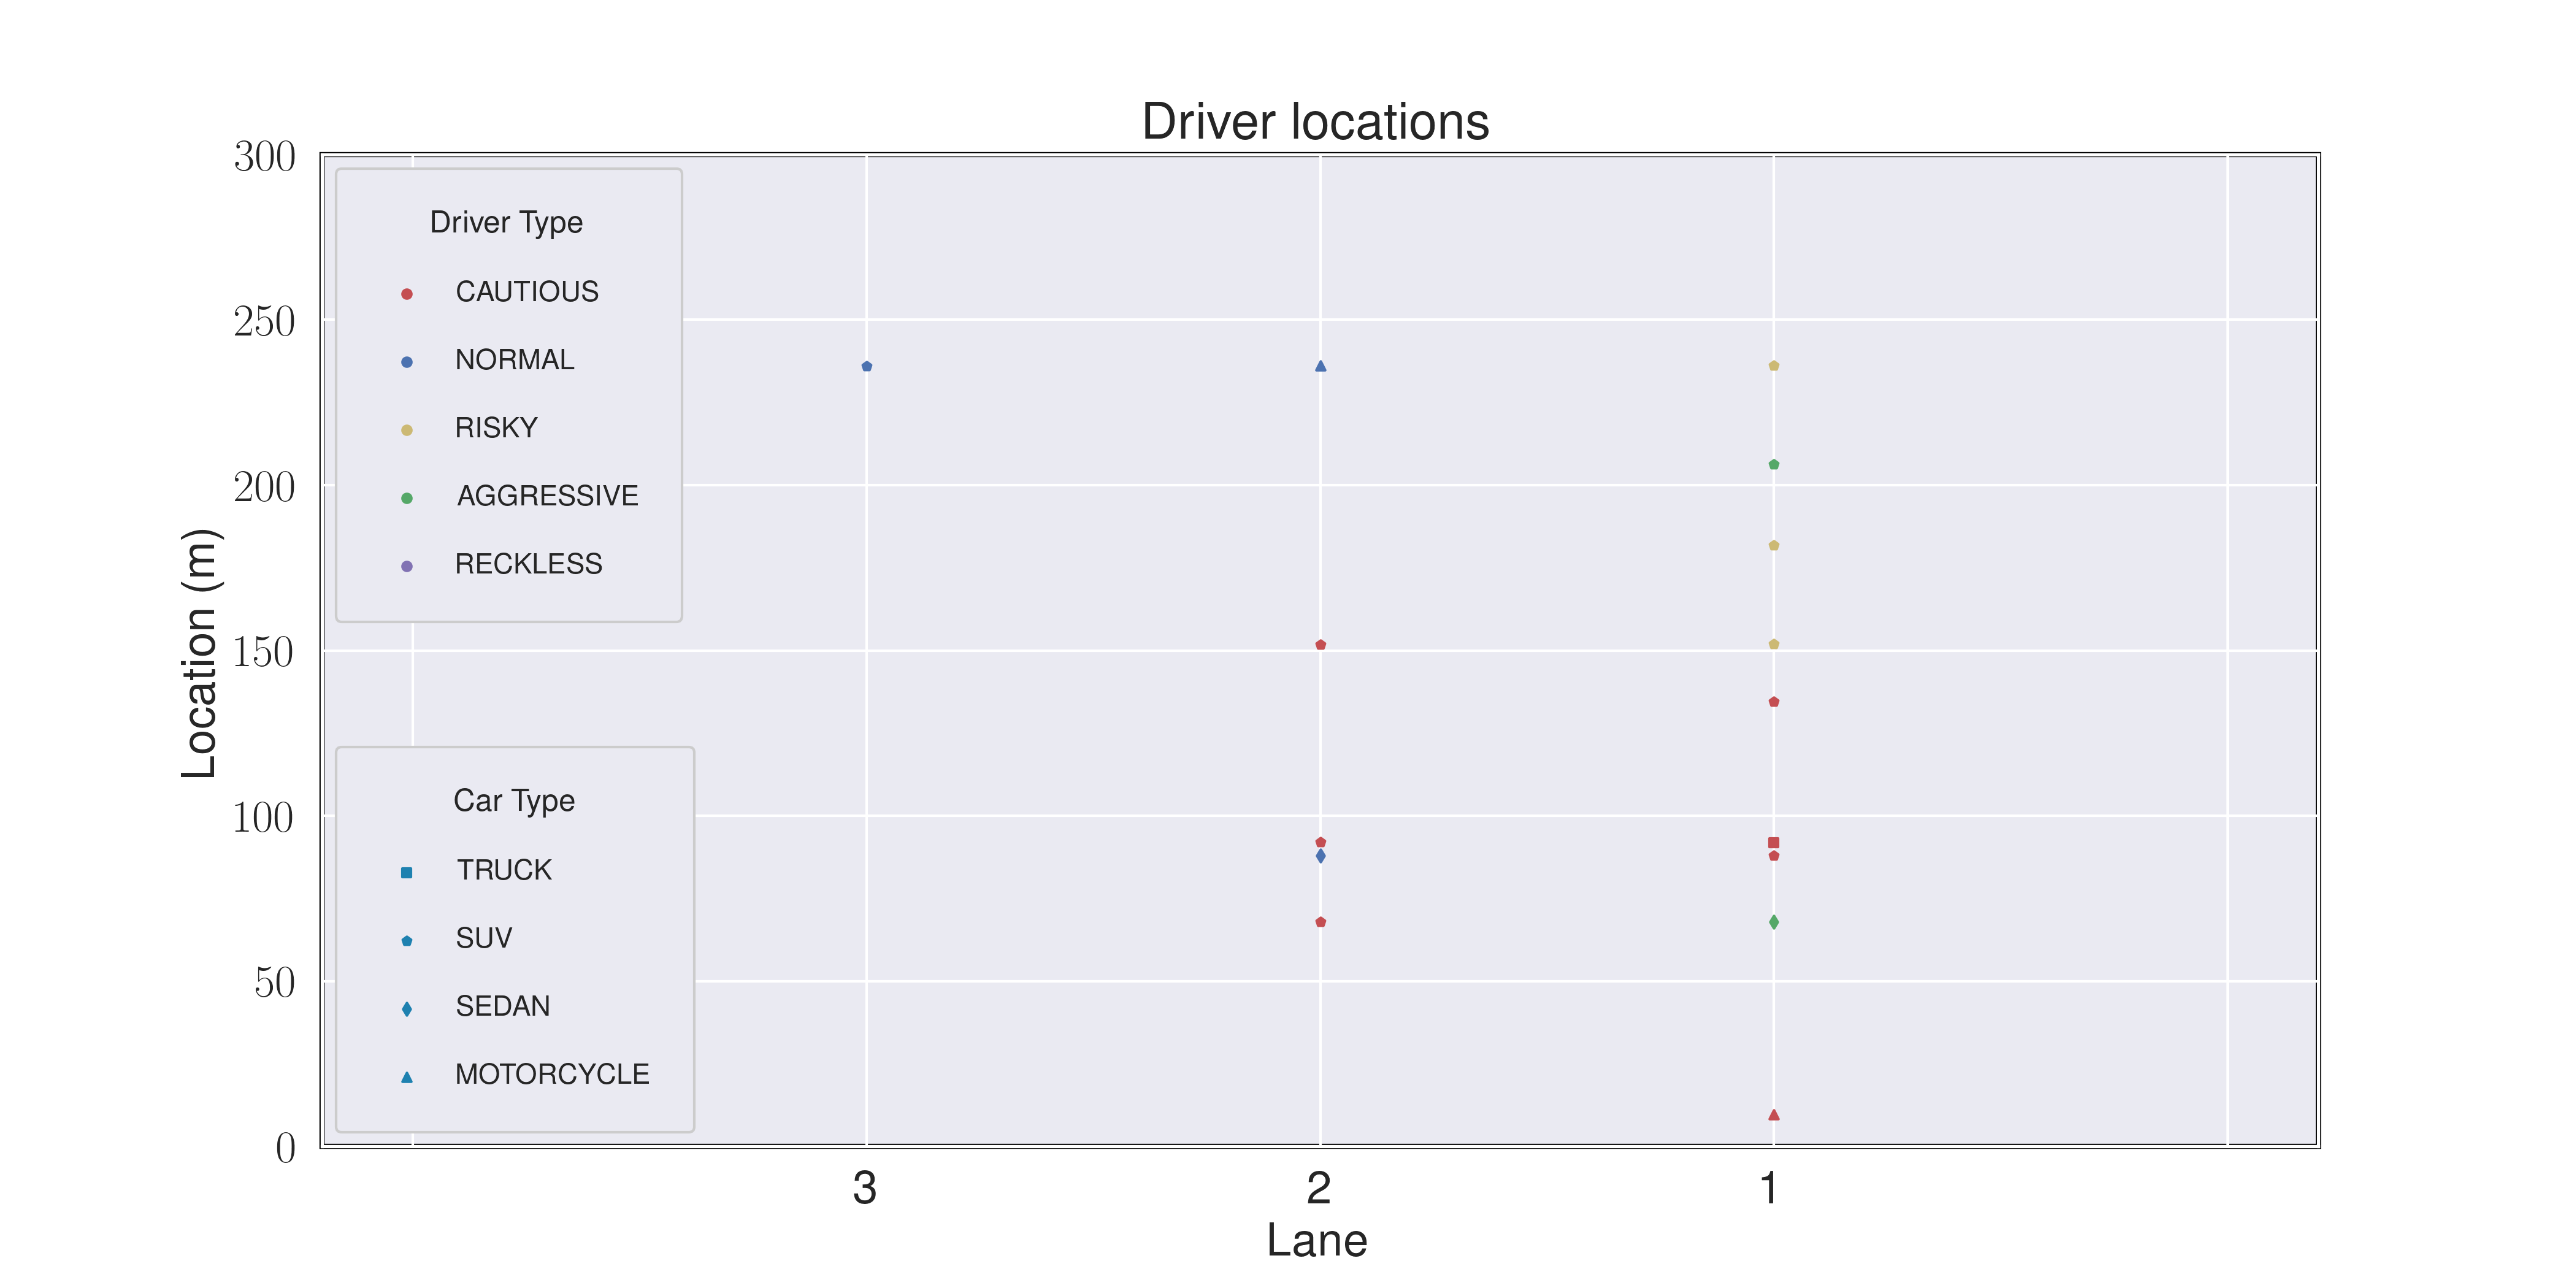 Driver locations
300
250
200
150
100
50
0
Location (m)
Driver Type
CAUTIOUS
NORMAL
RISKY
AGGRESSIVE
RECKLESS
Car Type
TRUCK
SUV
SEDAN
MOTORCYCLE
3 2 1
Lane